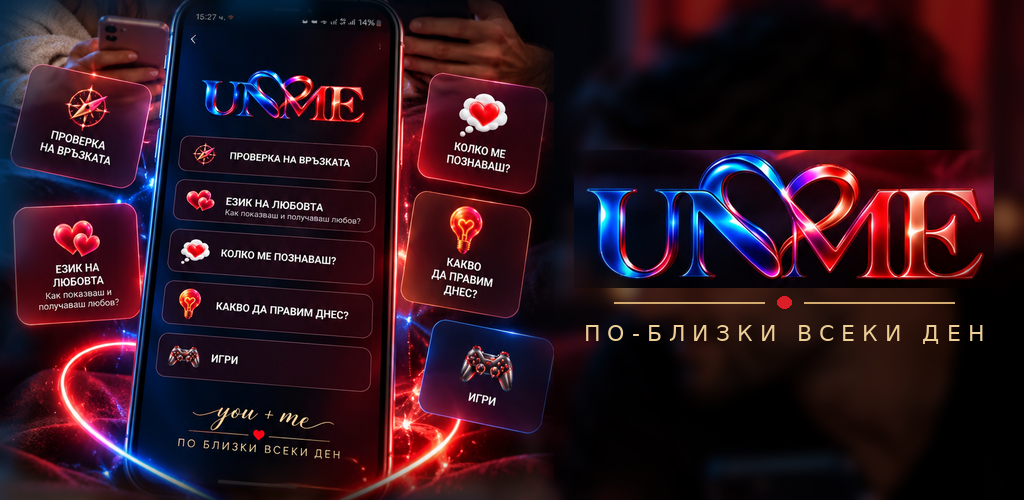 15:27 ч.
14%
UNME
ПРОВЕРКА НА ВРЪЗКАТА
ЕЗИК НА ЛЮБОВТА
Как показваш и получаваш любов?
КОЛКО МЕ ПОЗНАВАШ?
КАКВО ДА ПРАВИМ ДНЕС?
ИГРИ
you + me
ПО БЛИЗКИ ВСЕКИ ДЕН
ПРОВЕРКА
НА ВРЪЗКАТА
ЕЗИК НА
ЛЮБОВТА
Как показваш и
получаваш любов?
КОЛКО МЕ
ПОЗНАВАШ?
КАКВО
ДА ПРАВИМ
ДНЕС?
ИГРИ
UNME
ПО-БЛИЗКИ ВСЕКИ ДЕН